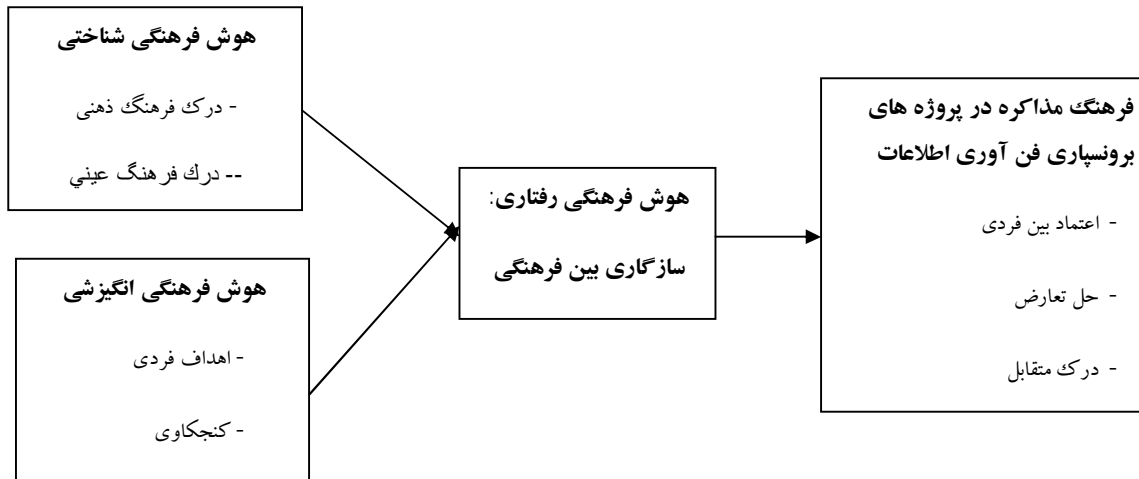 هوش فرهنگی شناختی
- درک فرهنگ ذهنی
-- درك فرهنگ عيني
هوش فرهنگی انگیزشی
- اهداف فردی
- کنجکاوی
هوش فرهنگی رفتاری:
سازگاری بین فرهنگی
فرهنگ مذاکره در پروژه های
برونسپاری فن آوری اطلاعات
- اعتماد بین فردی
- حل تعارض
- درک متقابل